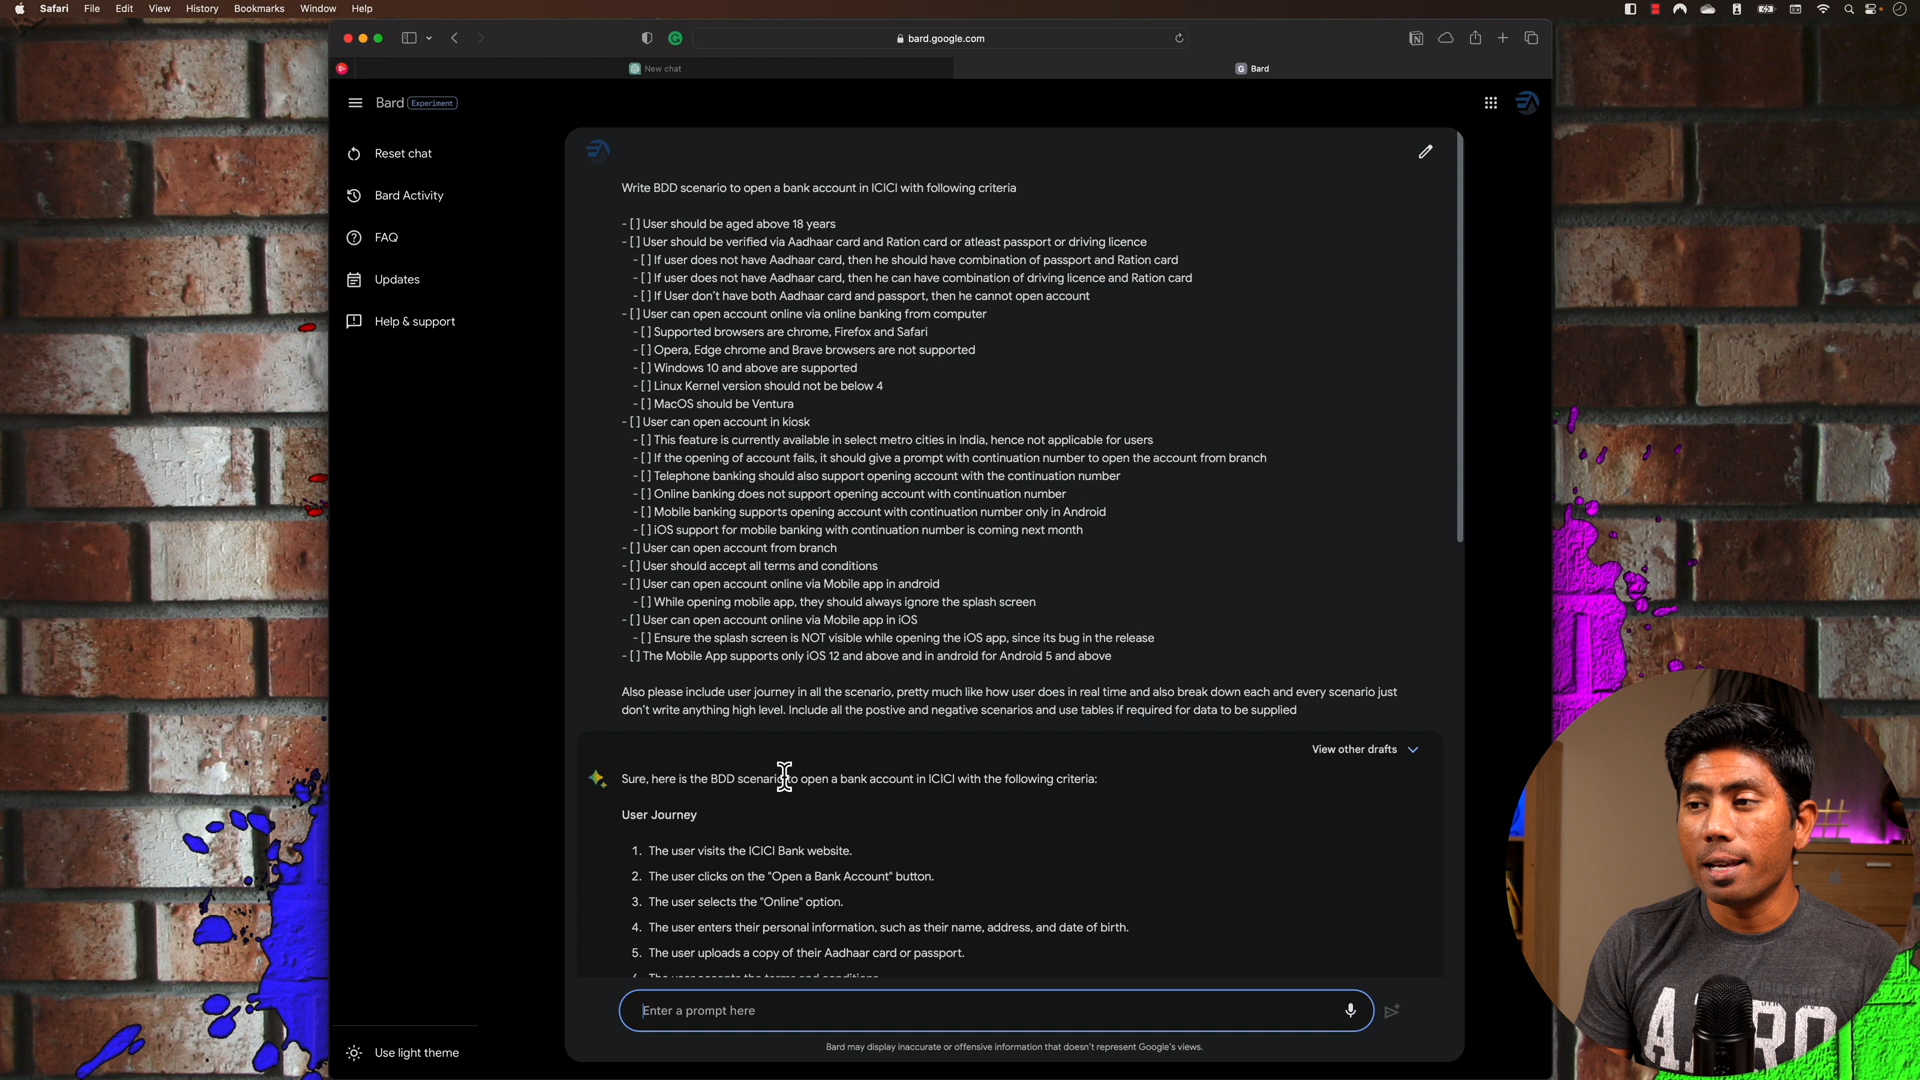 Safari File Edit View History Bookmarks Window Help
bard.google.com
New chat
Bard
Bard Experiment
Reset chat
Bard Activity
FAQ
Updates
Help & support
Write BDD scenario to open a bank account in ICICI with following criteria
- [ ] User should be aged above 18 years
- [ ] User should be verified via Aadhaar card and Ration card or atleast passport or driving licence
- [ ] If user does not have Aadhaar card, then he should have combination of passport and Ration card
- [ ] If user does not have Aadhaar card, then he can have combination of driving licence and Ration card
- [ ] If User don't have both Aadhaar card and passport, then he cannot open account
- [ ] User can open account online via online banking from computer
- [ ] Supported browsers are chrome, Firefox and Safari
- [ ] Opera, Edge chrome and Brave browsers are not supported
- [ ] Windows 10 and above are supported
- [ ] Linux Kernel version should not be below 4
- [ ] MacOS should be Ventura
- [ ] User can open account in kiosk
- [ ] This feature is currently available in select metro cities in India, hence not applicable for users
- [ ] If the opening of account fails, it should give a prompt with continuation number to open the account from branch
- [ ] Telephone banking should also support opening account with the continuation number
- [ ] Online banking does not support opening account with continuation number
- [ ] Mobile banking supports opening account with continuation number only in Android
- [ ] iOS support for mobile banking with continuation number is coming next month
- [ ] User can open account from branch
- [ ] User should accept all terms and conditions
- [ ] User can open account online via Mobile app in android
- [ ] While opening mobile app, they should always ignore the splash screen
- [ ] User can open account online via Mobile app in iOS
- [ ] Ensure the splash screen is NOT visible while opening the iOS app, since its bug in the release
- [ ] The Mobile App supports only iOS 12 and above and in android for Android 5 and above
Also please include user journey in all the scenario, pretty much like how user does in real time and also break down each and every scenario just
don't write anything high level. Include all the postive and negative scenarios and use tables if required for data to be supplied
View other drafts
Sure, here is the BDD scenario to open a bank account in ICICI with the following criteria:
User Journey
1. The user visits the ICICI Bank website.
2. The user clicks on the "Open a Bank Account" button.
3. The user selects the "Online" option.
4. The user enters their personal information, such as their name, address, and date of birth.
5. The user uploads a copy of their Aadhaar card or passport.
Enter a prompt here
Bard may display inaccurate or offensive information that doesn't represent Google's views.
Use light theme